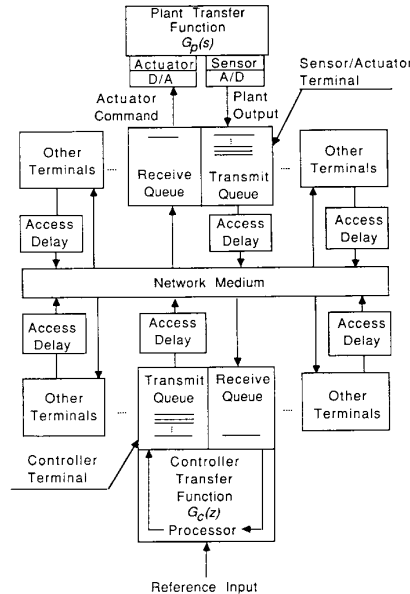 Plant Transfer
Function
Gp(s)
Actuator
Sensor
D/A
A/D
Sensor/Actuator
Terminal
Actuator
Command
Plant
Output
Other
Terminals
...
Receive
Queue
Transmit
Queue
...
Other
Terminals
Access
Delay
Access
Delay
Access
Delay
Network Medium
Access
Delay
Access
Delay
Access
Delay
Other
Terminals
...
Transmit
Queue
Receive
Queue
...
Other
Terminals
Controller
Terminal
Controller
Transfer
Function
Gc(z)
Processor
Reference Input